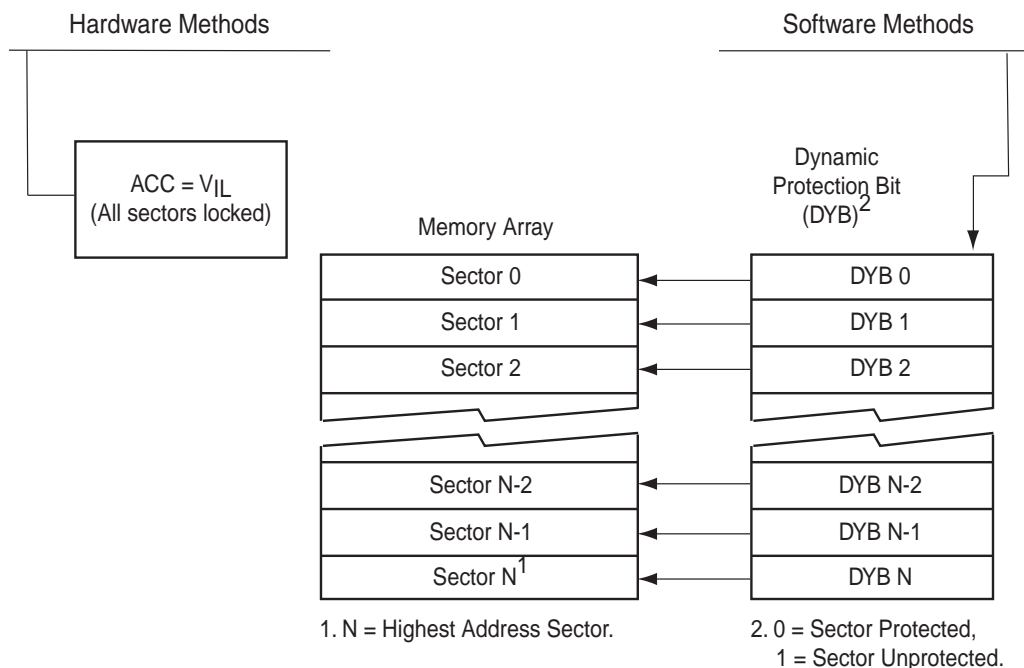 Hardware Methods
Software Methods
ACC = VIL
(All sectors locked)
Dynamic
Protection Bit
(DYB)2
Memory Array
Sector 0
DYB 0
Sector 1
DYB 1
Sector 2
DYB 2
Sector N-2
DYB N-2
Sector N-1
DYB N-1
Sector N1
DYB N
1. N = Highest Address Sector.
2. 0 = Sector Protected,
1 = Sector Unprotected.